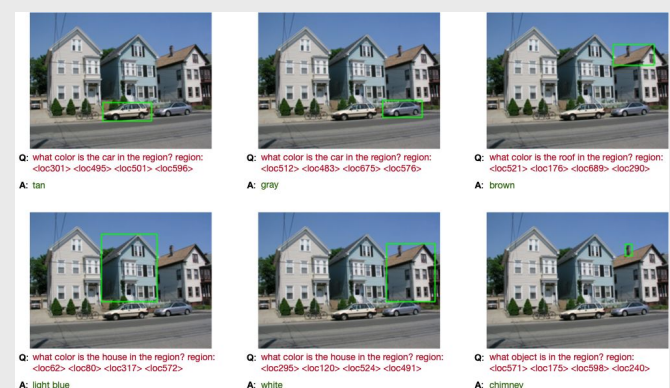 Q: what color is the car in the region? region:
<loc301> <loc495> <loc501> <loc596>
A: tan
Q: what color is the car in the region? region:
<loc512> <loc483> <loc675> <loc576>
A: gray
Q: what color is the roof in the region? region:
<loc521> <loc176> <loc689> <loc290>
A: brown
Q: what color is the house in the region? region:
<loc62> <loc80> <loc317> <loc572>
A: light blue
Q: what color is the house in the region? region:
<loc295> <loc120> <loc524> <loc491>
A: white
Q: what object is in the region? region:
<loc571> <loc175> <loc598> <loc240>
A: chimney